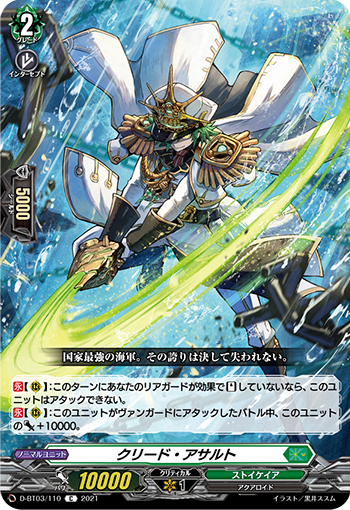 2
グレード
インターセプト
5000
シールド
国家最強の海軍。その誇りは決して失われない。
永【R】:このターンにあなたのリアガードが効果で【スタンド】していないなら、このユニットはアタックできない。
永【R】:このユニットがヴァンガードにアタックしたバトル中、このユニットの+10000。
ノーマルユニット
クリード・アサルト
ストイケイア
パワー
10000
クリティカル
1
アクアロイド
D-BT03/110 C 2021
イラスト/黒井ススム